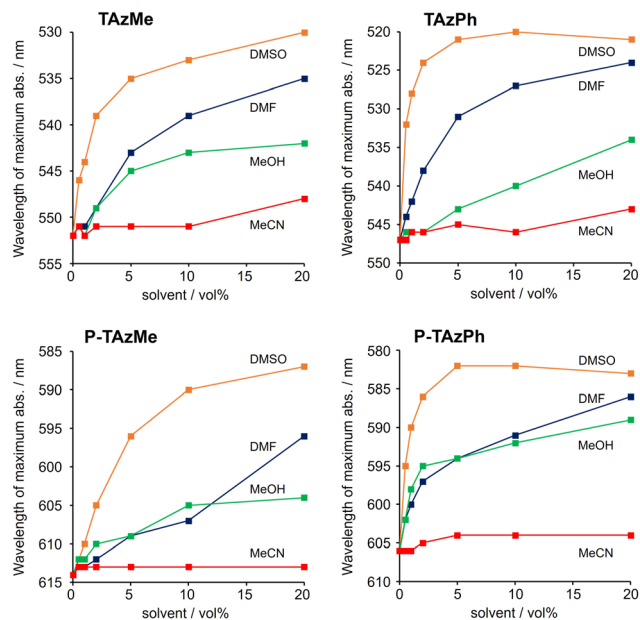 TAzMe
Wavelength of maximum abs. / nm
530
535
540
545
550
555
0
5
10
15
20
solvent / vol%
DMSO
DMF
MeOH
MeCN
TAzPh
Wavelength of maximum abs. / nm
520
525
530
535
540
545
550
0
5
10
15
20
solvent / vol%
DMSO
DMF
MeOH
MeCN
P-TAzMe
Wavelength of maximum abs. / nm
585
590
595
600
605
610
615
0
5
10
15
20
solvent / vol%
DMSO
DMF
MeOH
MeCN
P-TAzPh
Wavelength of maximum abs. / nm
580
585
590
595
600
605
610
0
5
10
15
20
solvent / vol%
DMSO
DMF
MeOH
MeCN